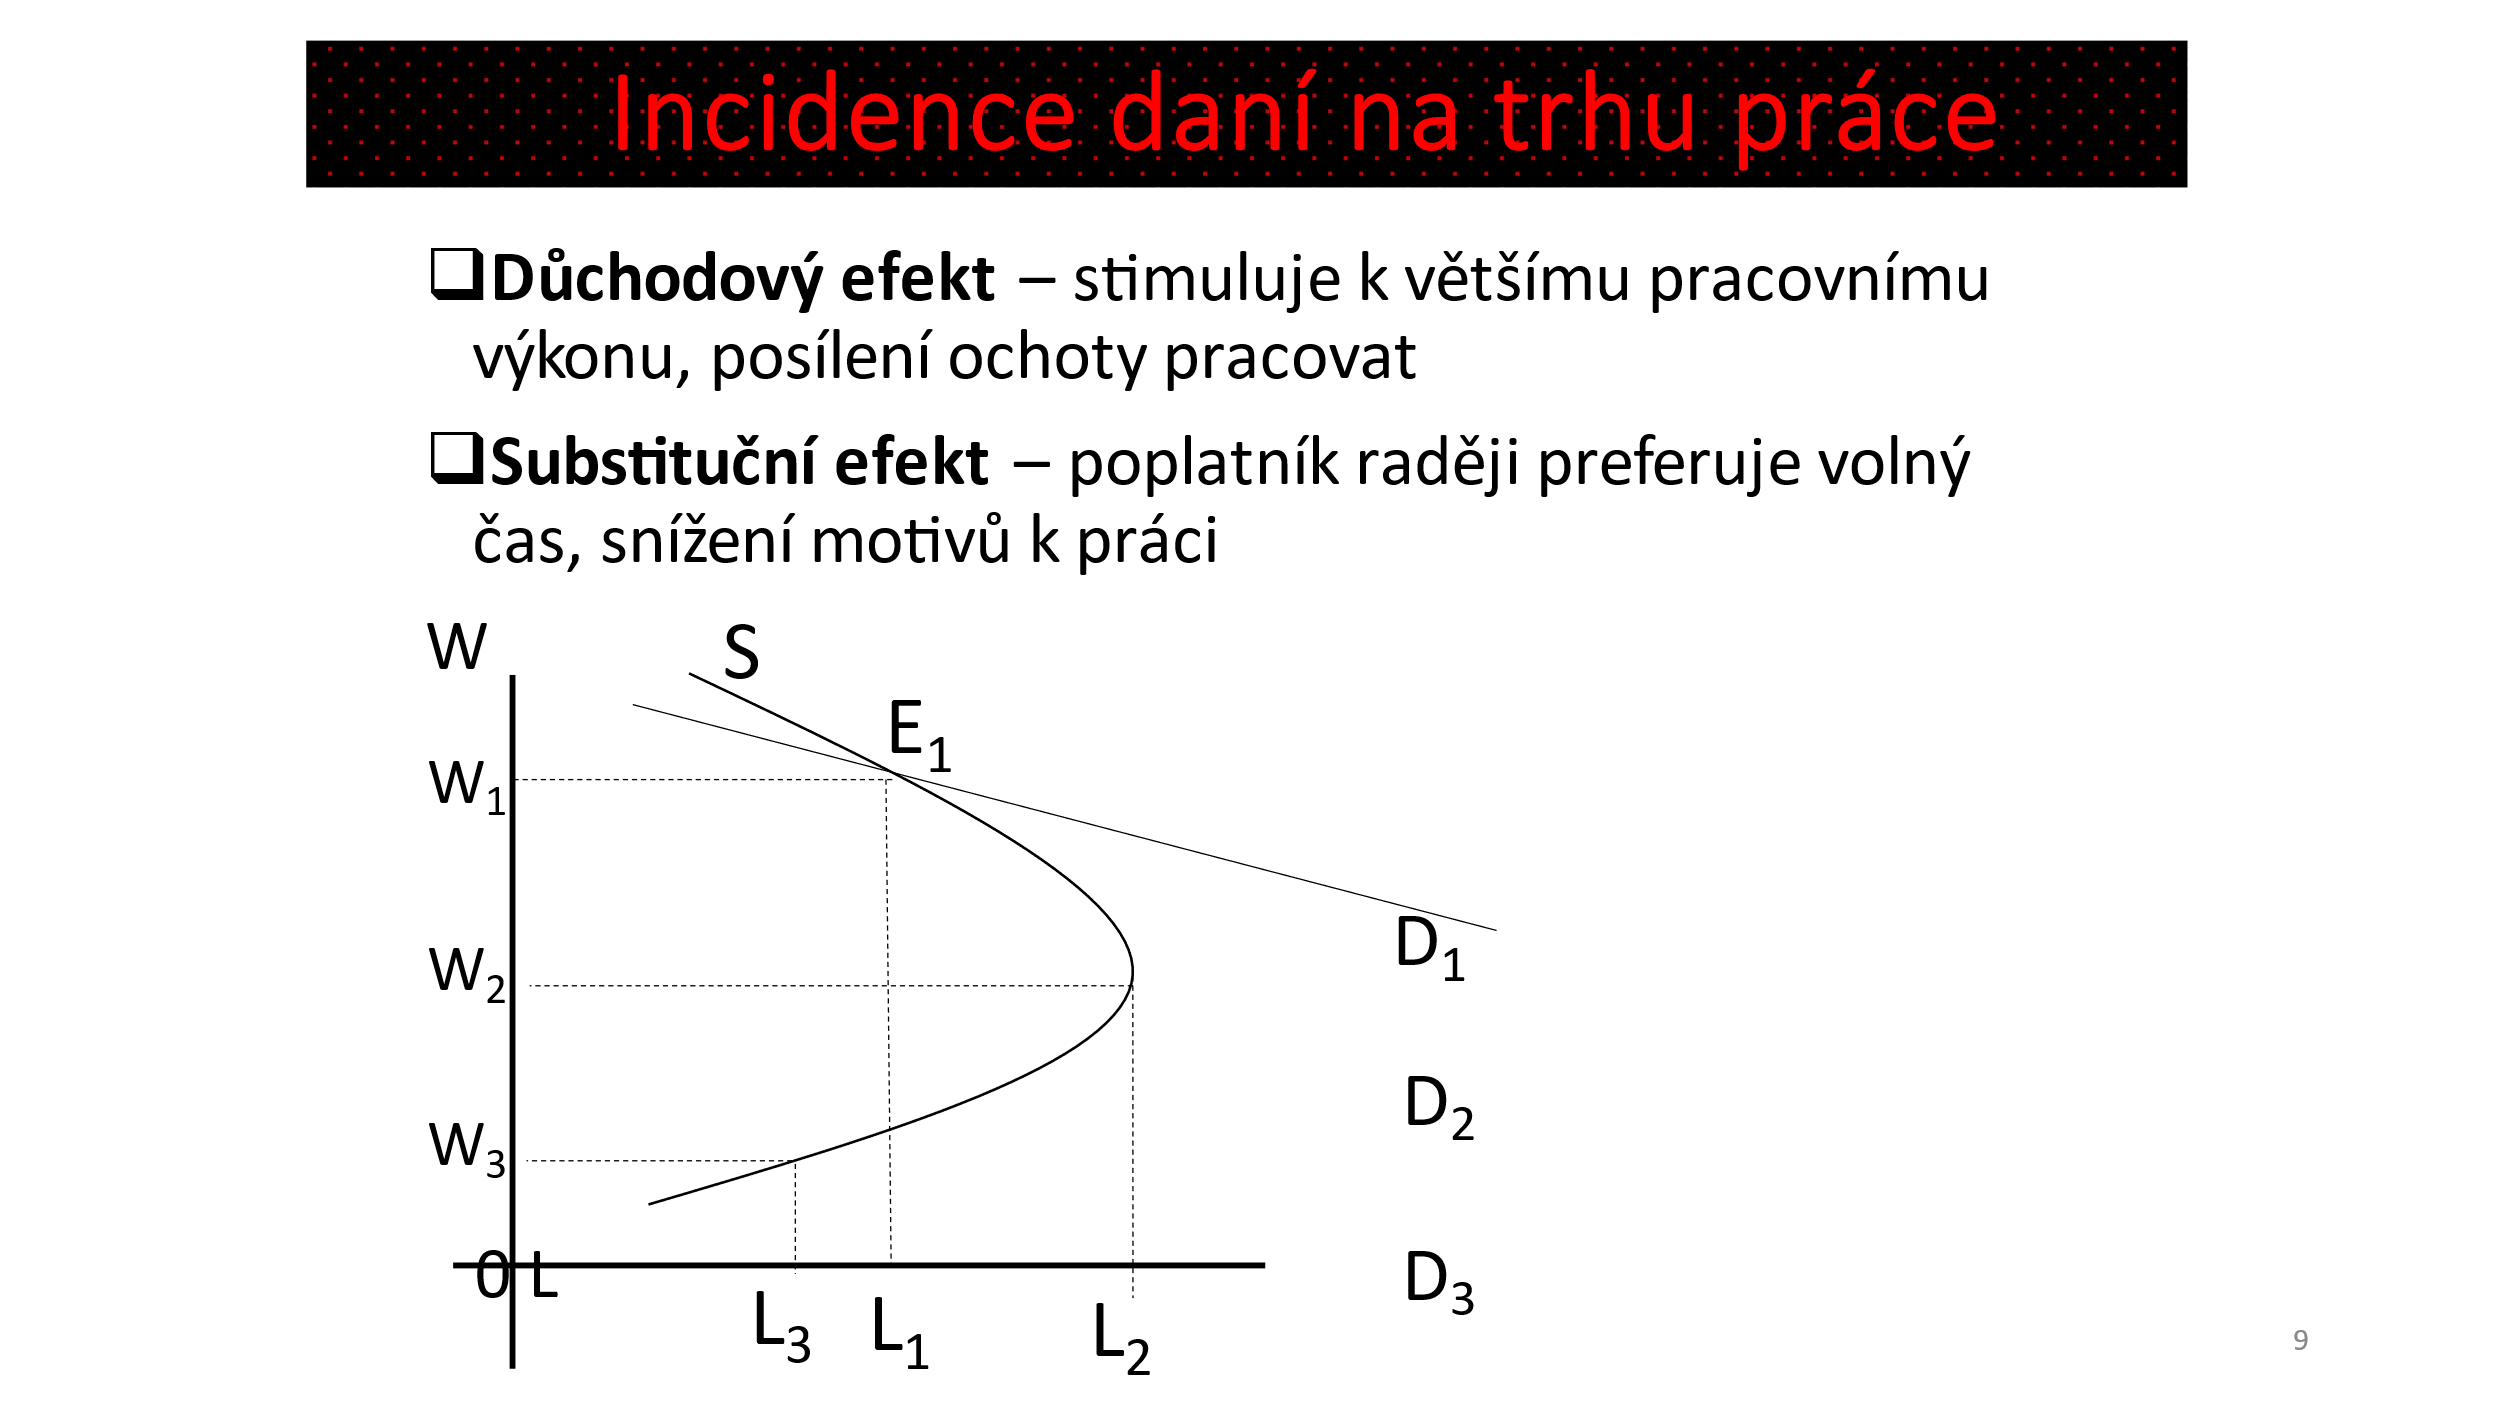 Incidence daní na trhu práce
❑Důchodový efekt – stimuluje k většímu pracovnímu
výkonu, posílení ochoty pracovat
❑Substituční efekt – poplatník raději preferuje volný
čas, snížení motivů k práci
W
S
E₁
W₁
D₁
W₂
D₂
W₃
0 L
D₃
L₃
L₁
L₂
9